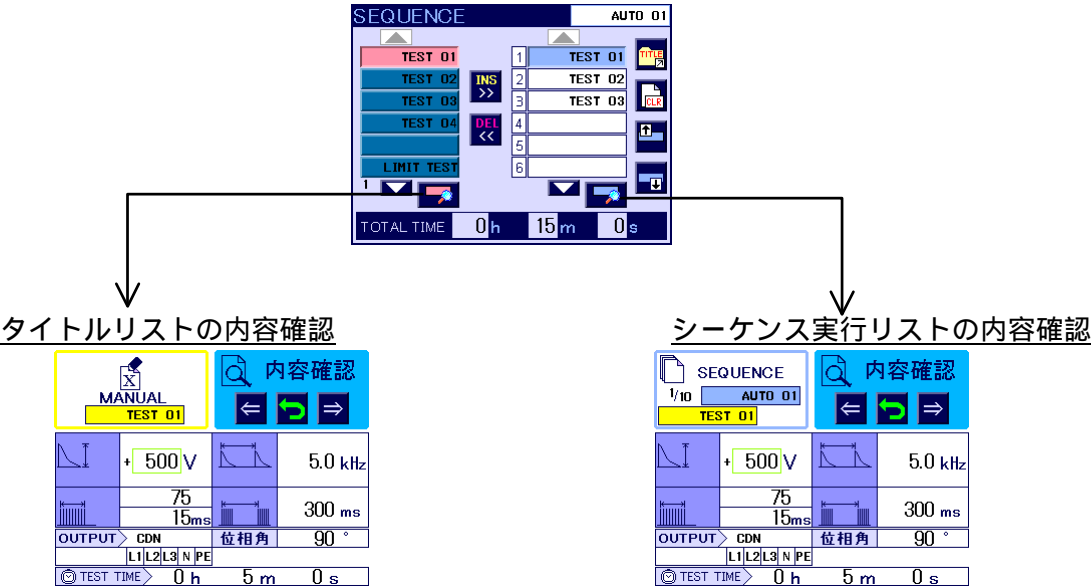 SEQUENCE AUTO 01
TEST 01 1 TEST 01 TITLE
TEST 02 INS >> 2 TEST 02
TEST 03 3 TEST 03 CLR
TEST 04 DEL << 4
5
LIMIT TEST 6
1
TOTAL TIME 0 h 15 m 0 s
タイトルリストの内容確認
シーケンス実行リストの内容確認
X 内容確認
MANUAL
TEST 01
+ 500 V 5.0 kHz
75
15ms 300 ms
OUTPUT CDN 位相角 90 °
L1 L2 L3 N PE
TEST TIME 0 h 5 m 0 s
SEQUENCE 内容確認
1/10 AUTO 01
TEST 01
+ 500 V 5.0 kHz
75
15ms 300 ms
OUTPUT CDN 位相角 90 °
L1 L2 L3 N PE
TEST TIME 0 h 5 m 0 s